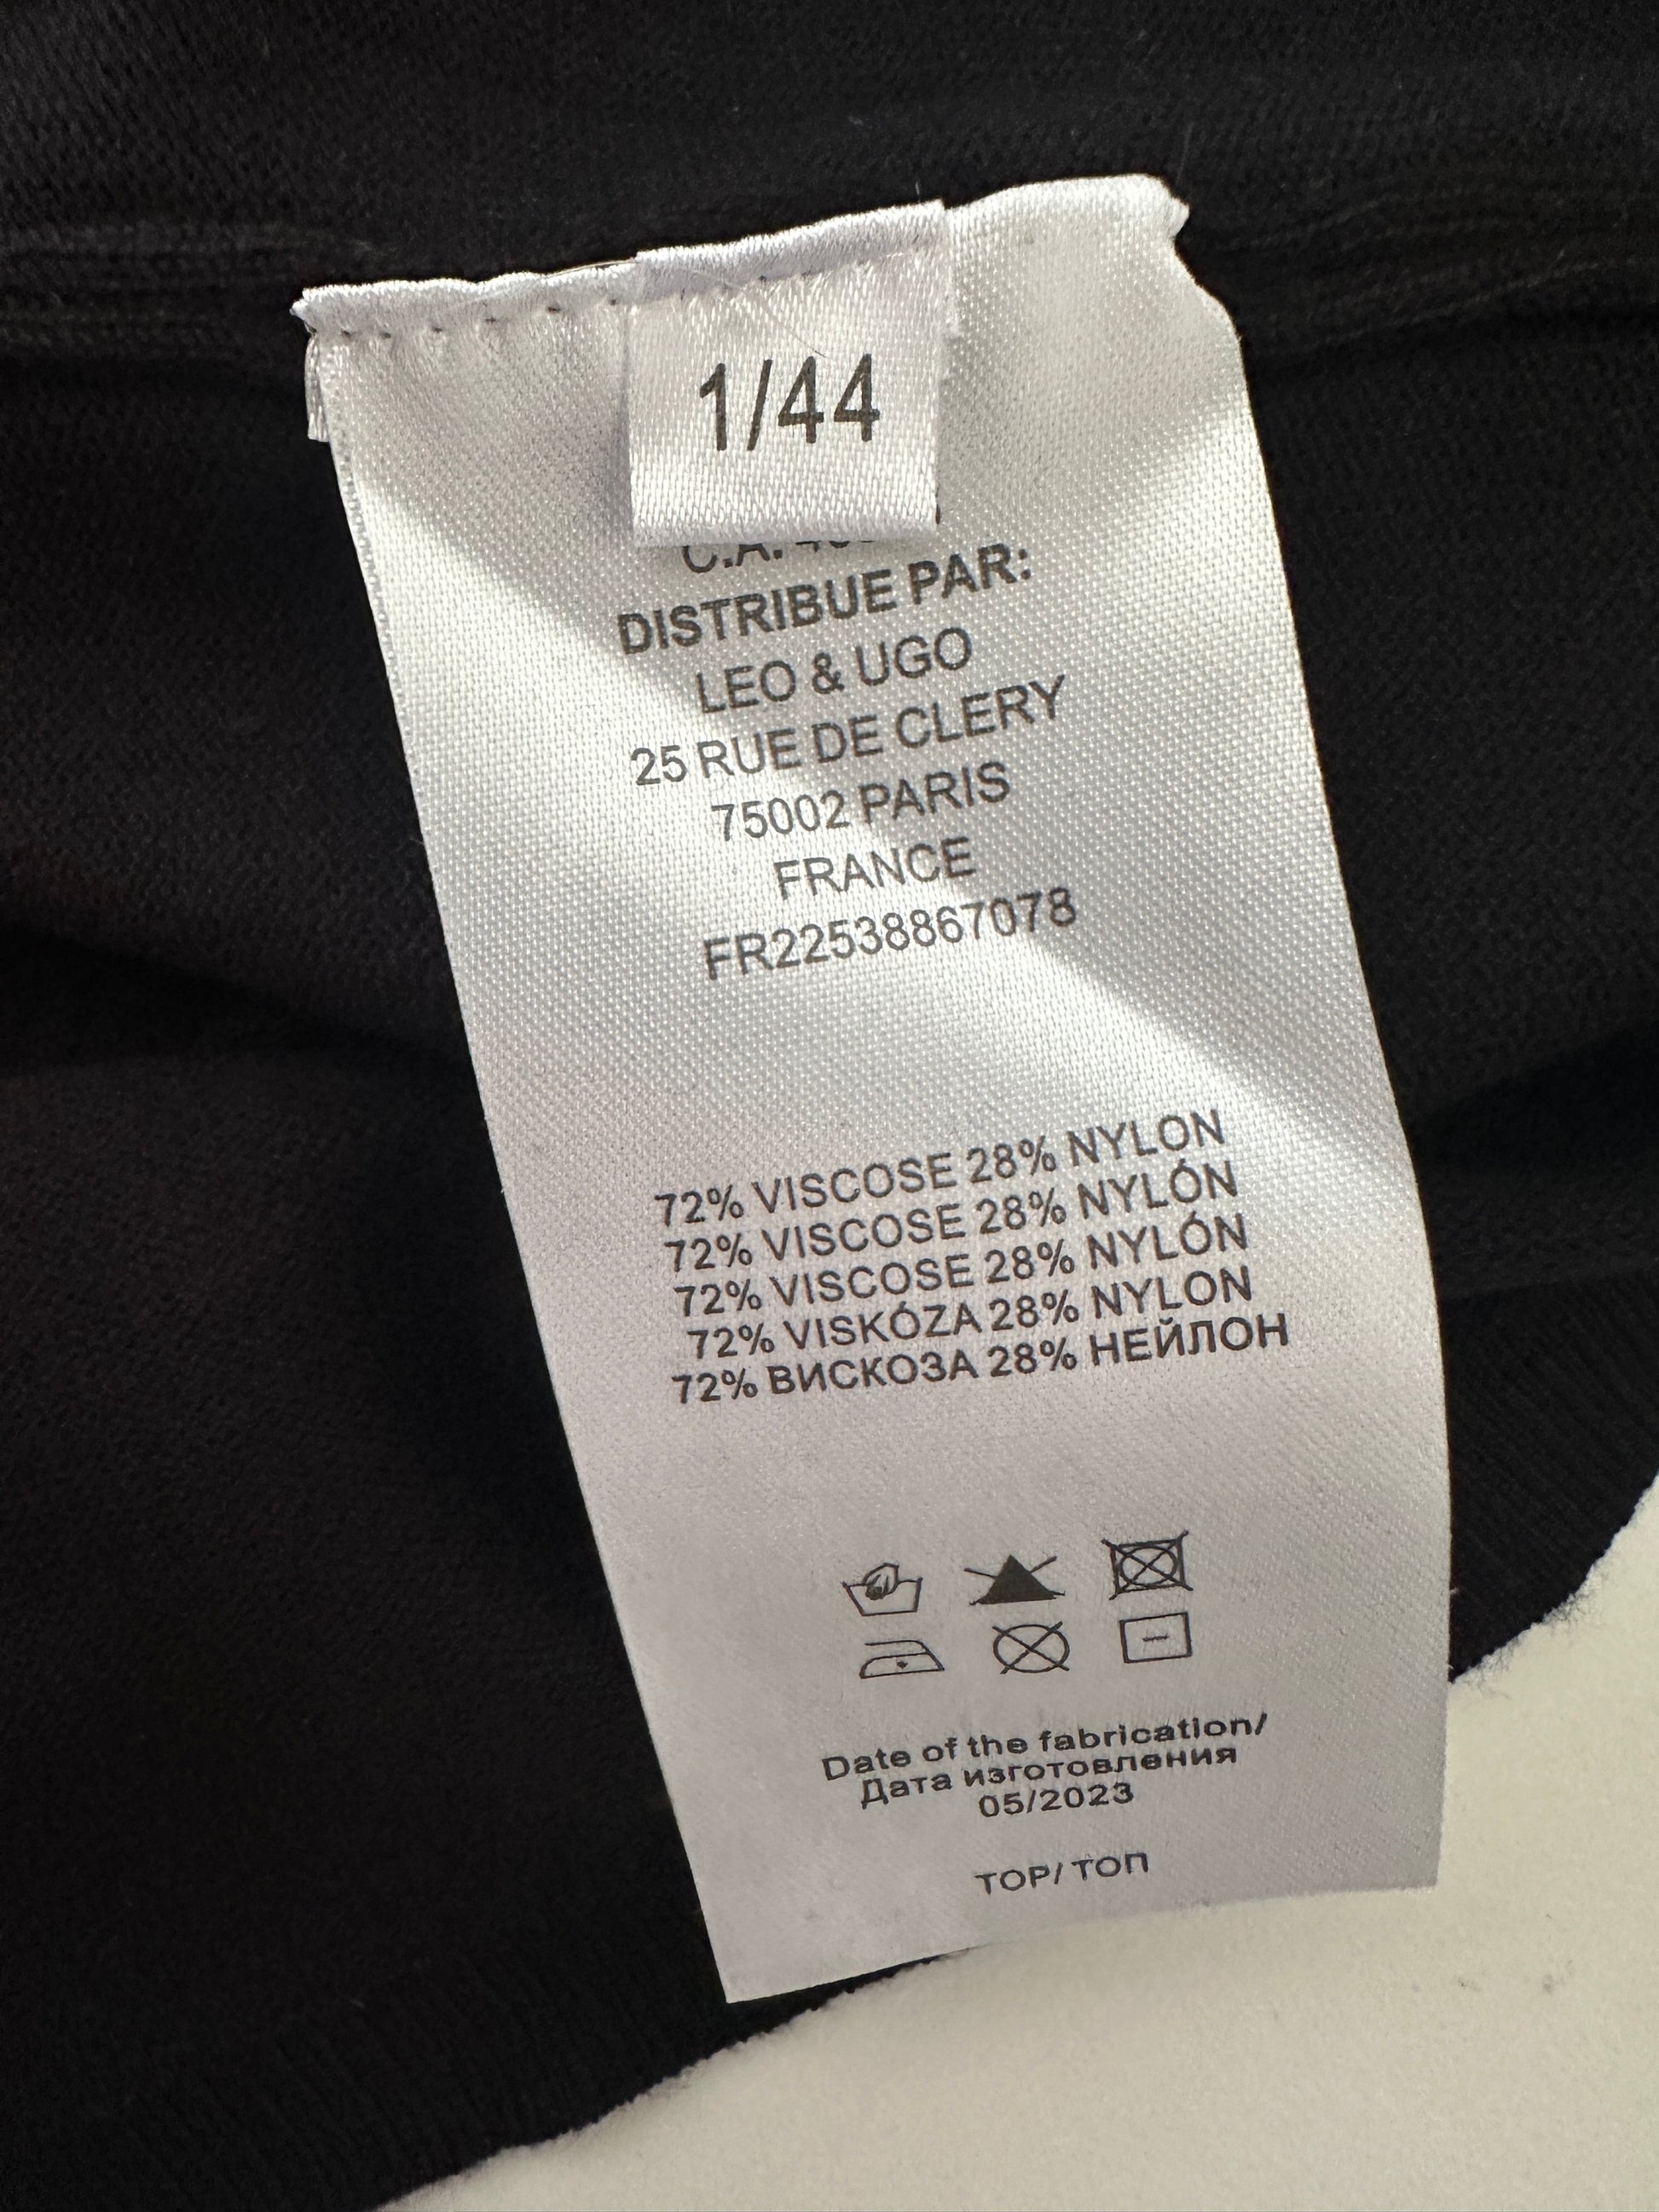 1/44
C.A.
DISTRIBUE PAR:
LEO & UGO
25 RUE DE CLERY
75002 PARIS
FRANCE
FR22538867078
72% VISCOSE 28% NYLON
72% VISCOSE 28% NYLÓN
72% VISCOSE 28% NYLÓN
72% VISKÓZA 28% NYLON
72% ВИСКОЗА 28% НЕЙЛОН
Date of the fabrication/
Дата изготовления
05/2023
TOP/ ТОП